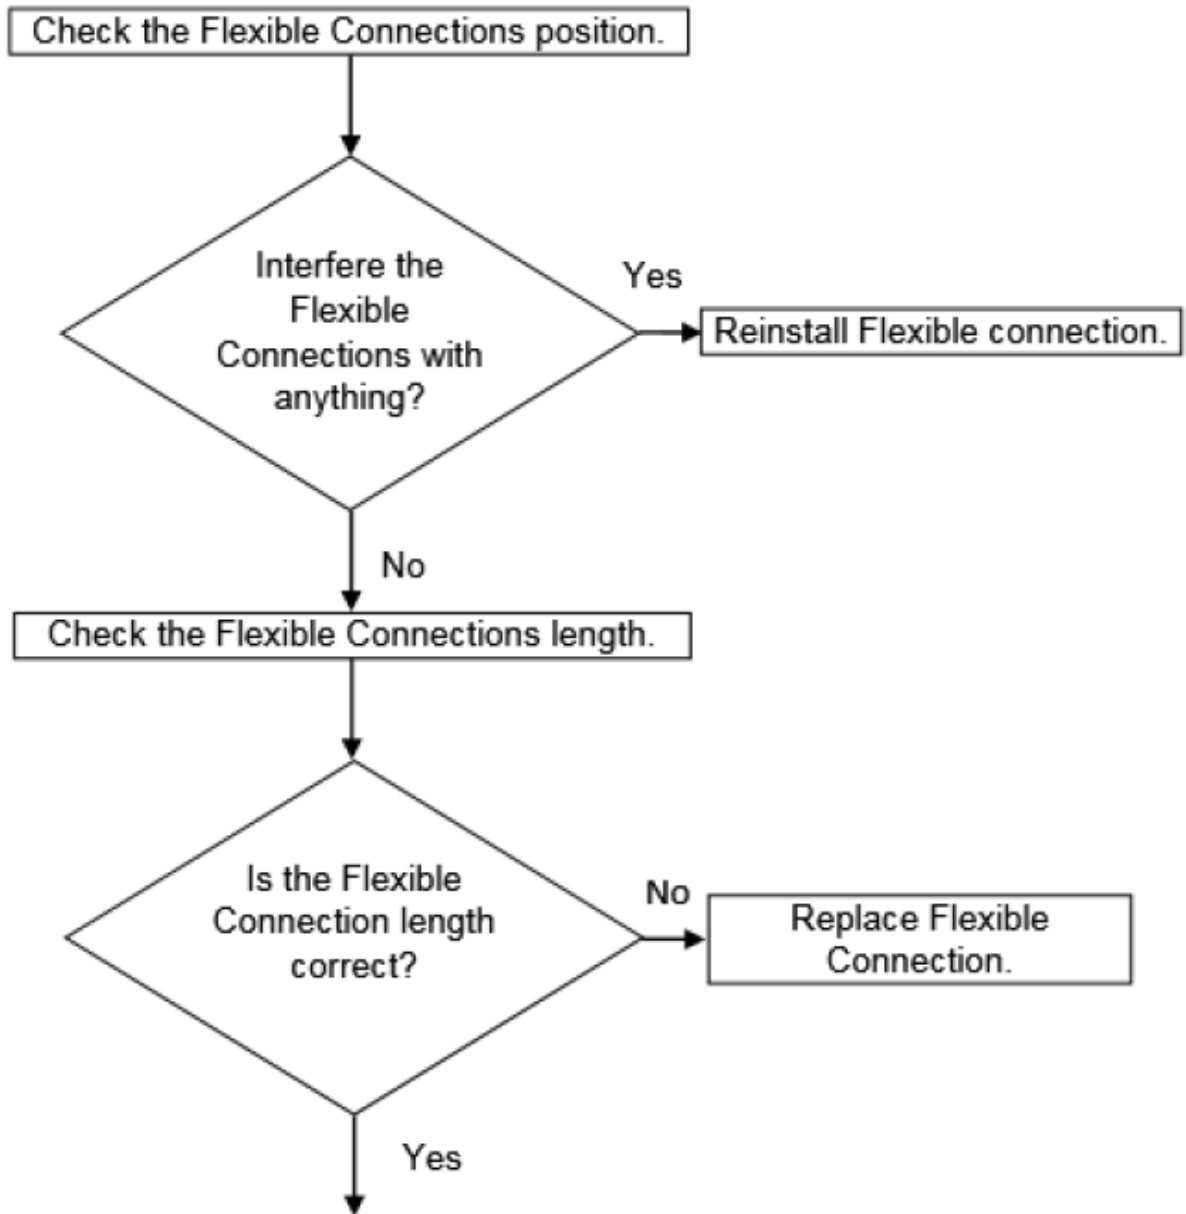 Check the Flexible Connections position.
Interfere the
Flexible
Connections with
anything?
Yes
Reinstall Flexible connection.
No
Check the Flexible Connections length.
Is the Flexible
Connection length
correct?
No
Replace Flexible
Connection.
Yes